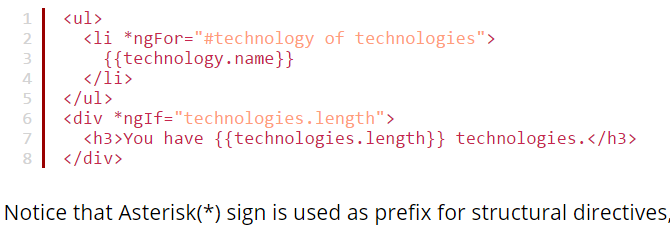 1 <ul>
2 <li *ngFor="#technology of technologies">
3 {{technology.name}}
4 </li>
5 </ul>
6 <div *ngIf="technologies.length">
7 <h3>You have {{technologies.length}} technologies.</h3>
8 </div>
Notice that Asterisk(*) sign is used as prefix for structural directives,